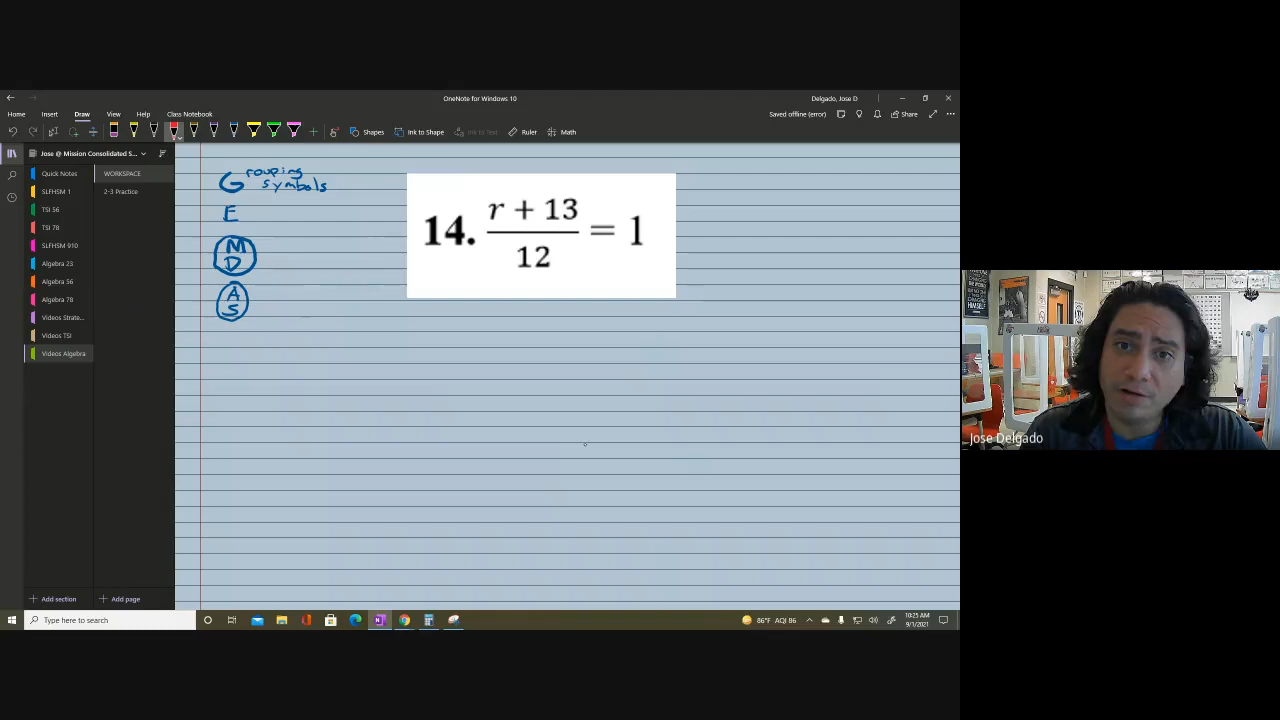 OneNote for Windows 10
Delgado, Jose D
Home Insert Draw View Help Class Notebook
Saved offline (error)
Share
Shapes
Ink to Shape
Ink to Text
Ruler
Math
Jose @ Mission Consolidated S...
Quick Notes
SLFHSM 1
TSI 56
TSI 78
SLFHSM 910
Algebra 23
Algebra 56
Algebra 78
Videos Strate...
Videos TSI
Videos Algebra
WORKSPACE
2-3 Practice
Grouping
symbols
E
M
D
A
S
14. r + 13
12
= 1
Jose Delgado
+ Add section
+ Add page
Type here to search
86°F AQI 86
10:25 AM
9/1/2021